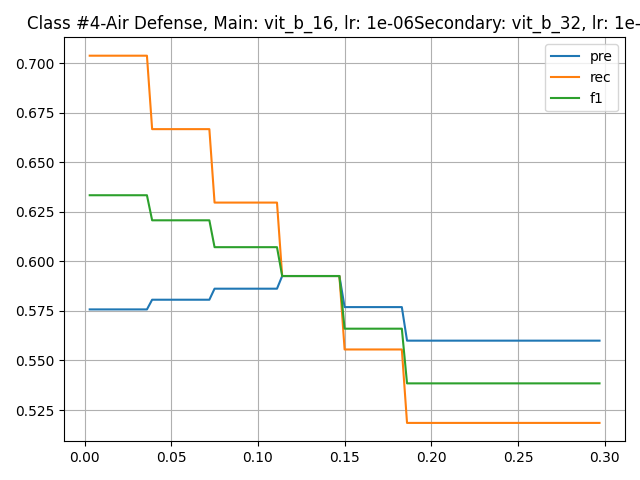 Class #4-Air Defense, Main: vit_b_16, lr: 1e-06Secondary: vit_b_32, lr: 1e-
0.700
0.675
0.650
0.625
0.600
0.575
0.550
0.525
pre
rec
f1
0.00 0.05 0.10 0.15 0.20 0.25 0.30